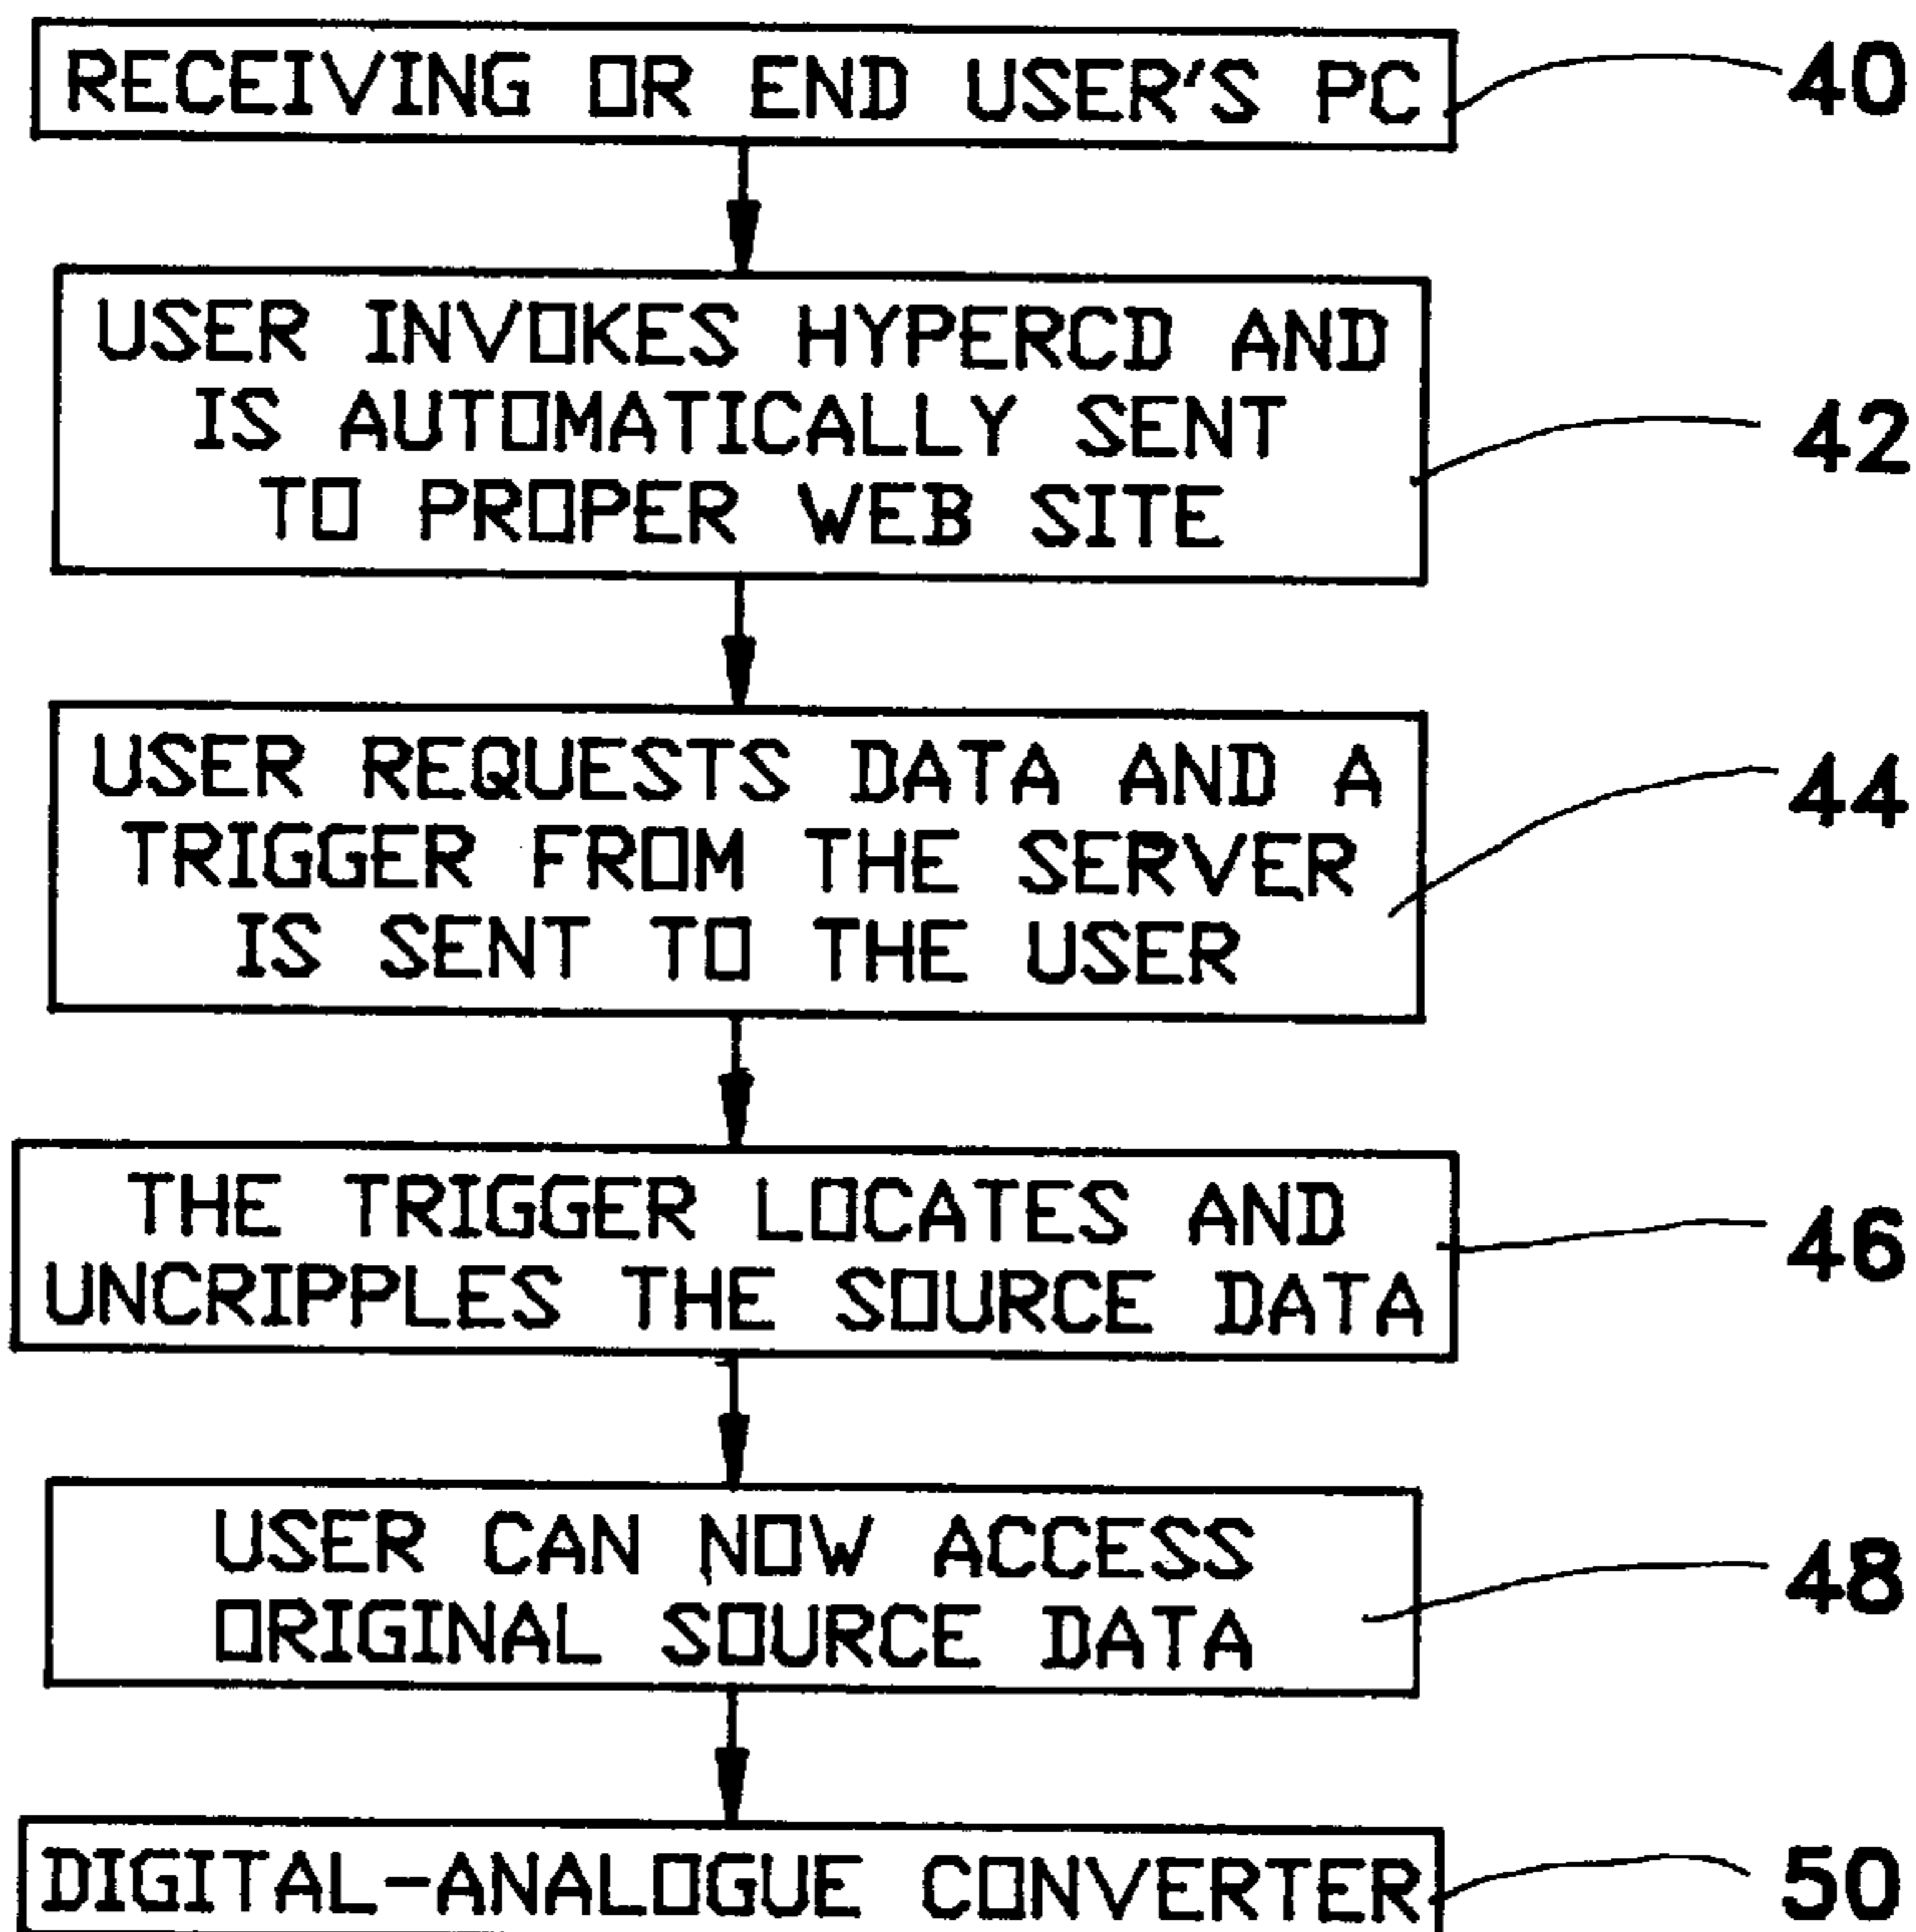 RECEIVING OR END USER'S PC
40
USER INVOKES HYPERCD AND
IS AUTOMATICALLY SENT
TO PROPER WEB SITE
42
USER REQUESTS DATA AND A
TRIGGER FROM THE SERVER
IS SENT TO THE USER
44
THE TRIGGER LOCATES AND
UNCRIPPLES THE SOURCE DATA
46
USER CAN NOW ACCESS
ORIGINAL SOURCE DATA
48
DIGITAL-ANALOGUE CONVERTER
50